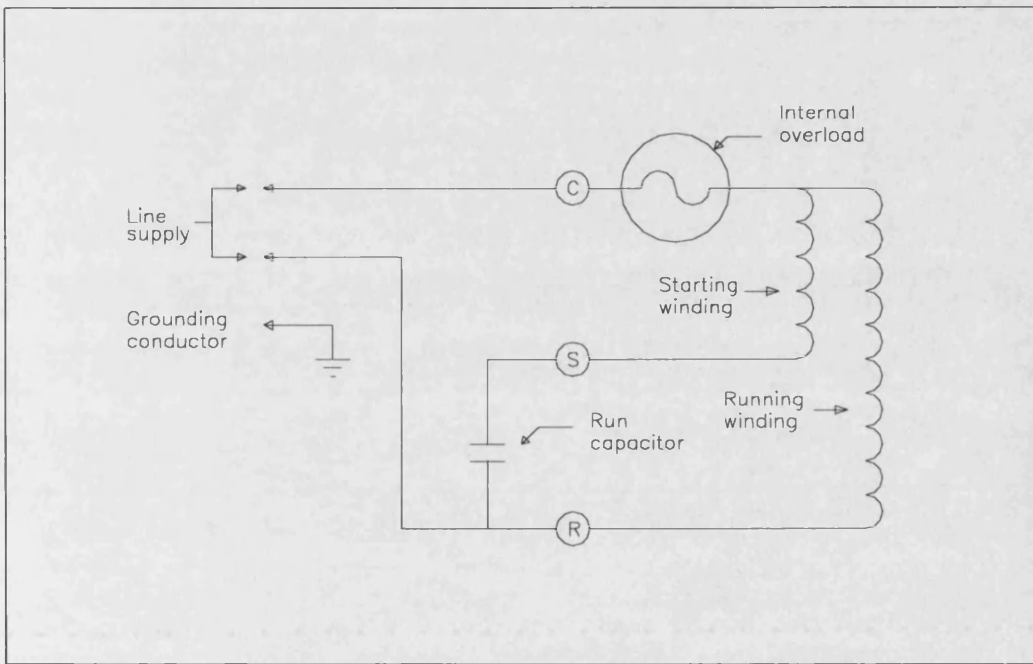 Internal
overload
C
Line
supply
Starting
winding
Grounding
conductor
S
Running
winding
Run
capacitor
R